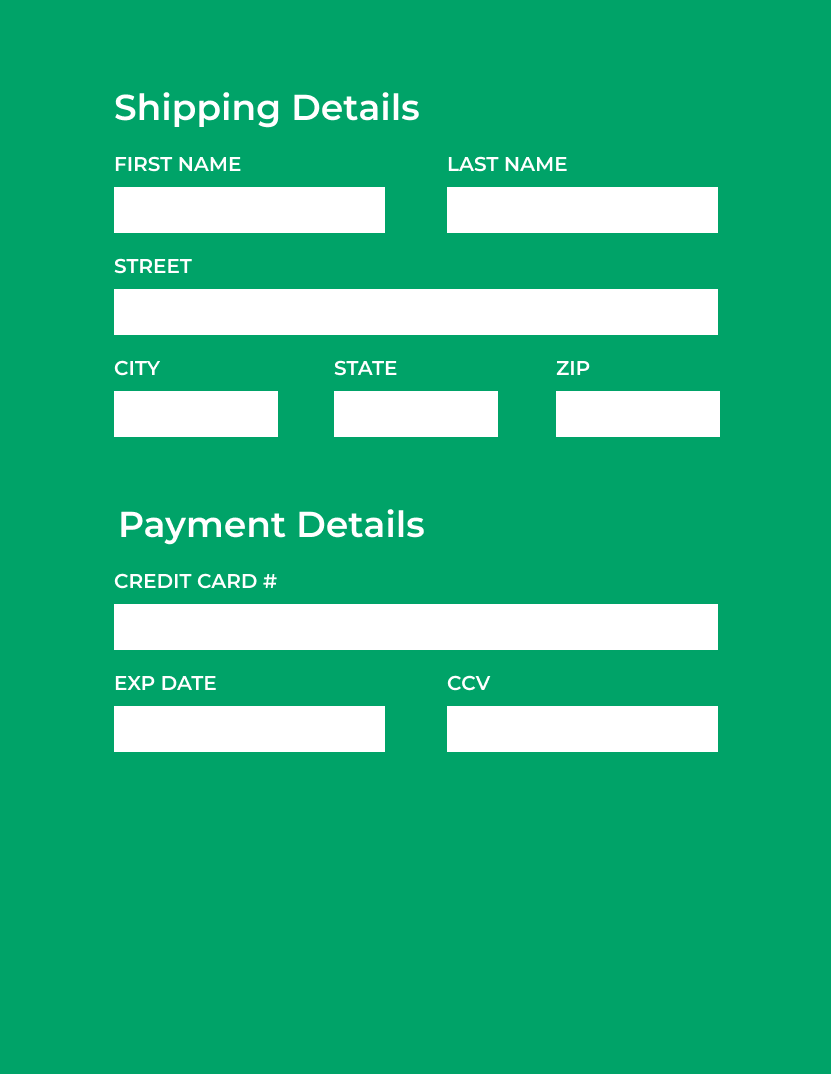 Shipping Details
FIRST NAME LAST NAME
STREET
CITY STATE ZIP
Payment Details
CREDIT CARD #
EXP DATE CCV